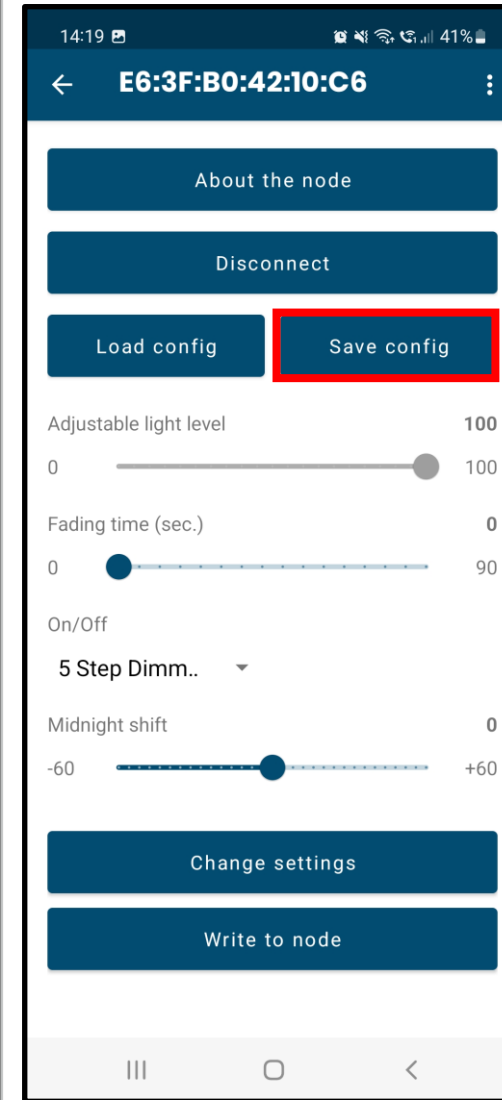 14:19 41%
E6:3F:B0:42:10:C6
About the node
Disconnect
Load config Save config
Adjustable light level 100
0 100
Fading time (sec.) 0
0 90
On/Off
5 Step Dimm..
Midnight shift 0
-60 +60
Change settings
Write to node